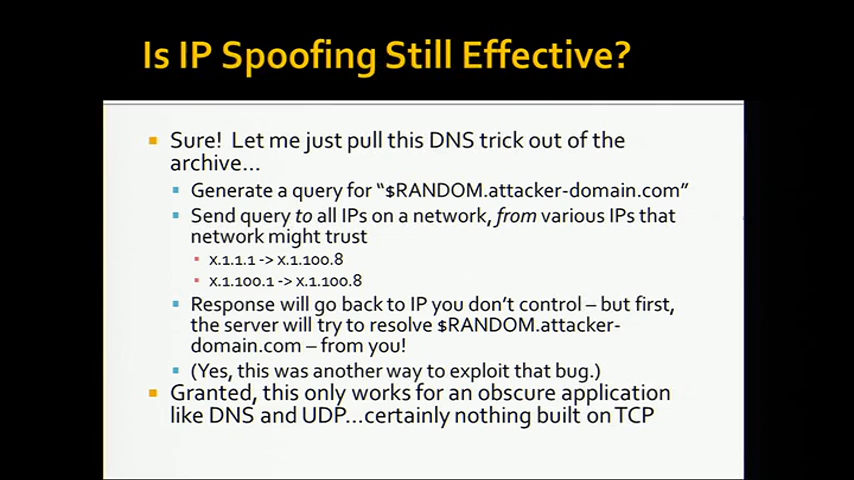 Is IP Spoofing Still Effective?
Sure! Let me just pull this DNS trick out of the
archive…
Generate a query for “$RANDOM.attacker-domain.com”
Send query to all IPs on a network, from various IPs that
network might trust
x.1.1.1 -> x.1.100.8
x.1.100.1 -> x.1.100.8
Response will go back to IP you don’t control – but first,
the server will try to resolve $RANDOM.attacker-
domain.com – from you!
(Yes, this was another way to exploit that bug.)
Granted, this only works for an obscure application
like DNS and UDP…certainly nothing built on TCP